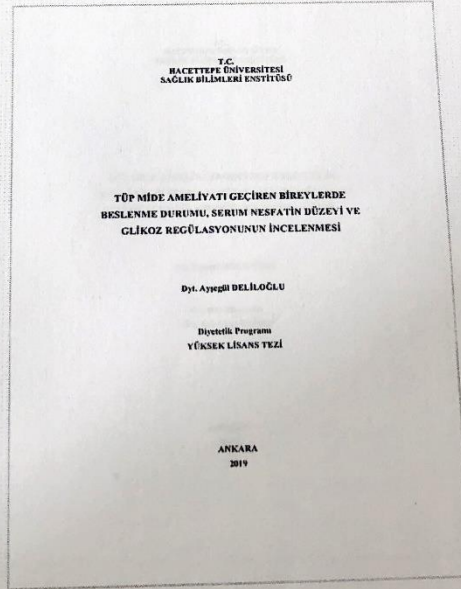 T.C.
HACETTEPE ÜNİVERSİTESİ
SAĞLIK BİLİMLERİ ENSTİTÜSÜ
TÜP MİDE AMELİYATI GEÇİREN BİREYLERDE
BESLENME DURUMU, SERUM NESFATİN DÜZEYİ VE
GLİKOZ REGÜLASYONUNUN İNCELENMESİ
Dyt. Ayşegül DELİLOĞLU
Diyetetik Programı
YÜKSEK LİSANS TEZİ
ANKARA
2019